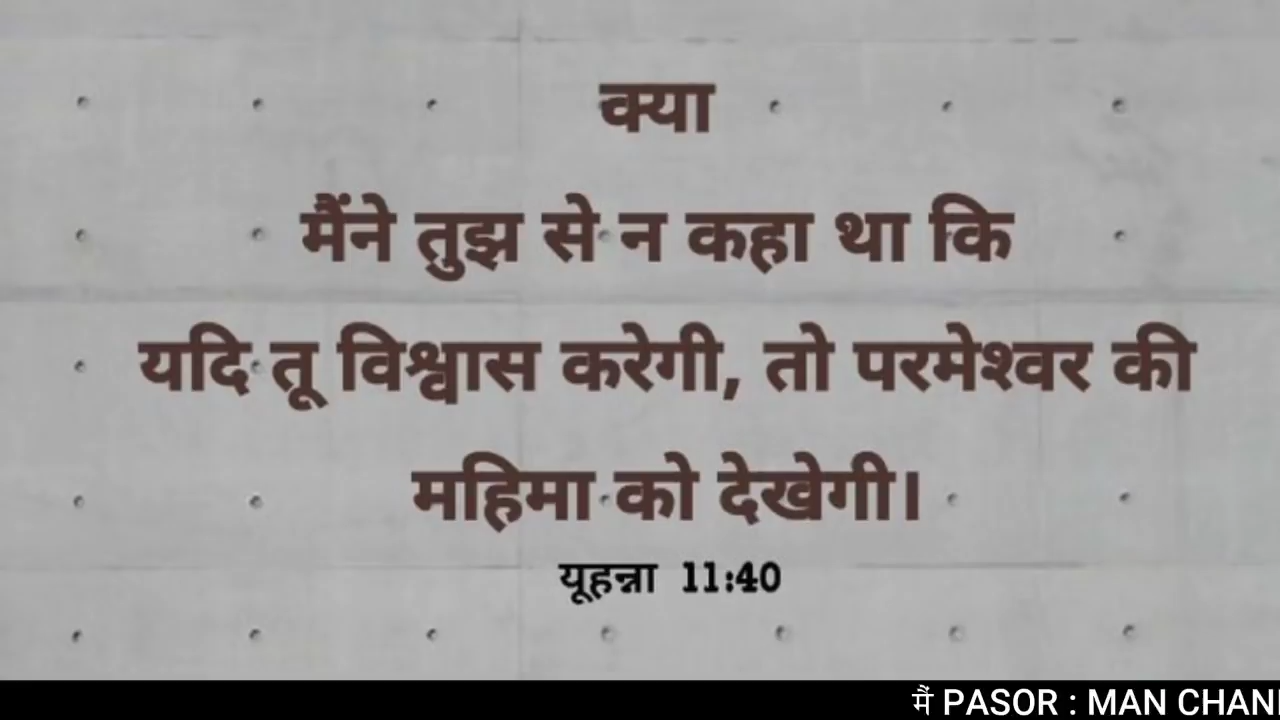 क्या
मैंने तुझ से न कहा था कि
यदि तू विश्वास करेगी, तो परमेश्वर की
महिमा को देखेगी।
यूहन्ना 11:40
मैं PASOR : MAN CHAN